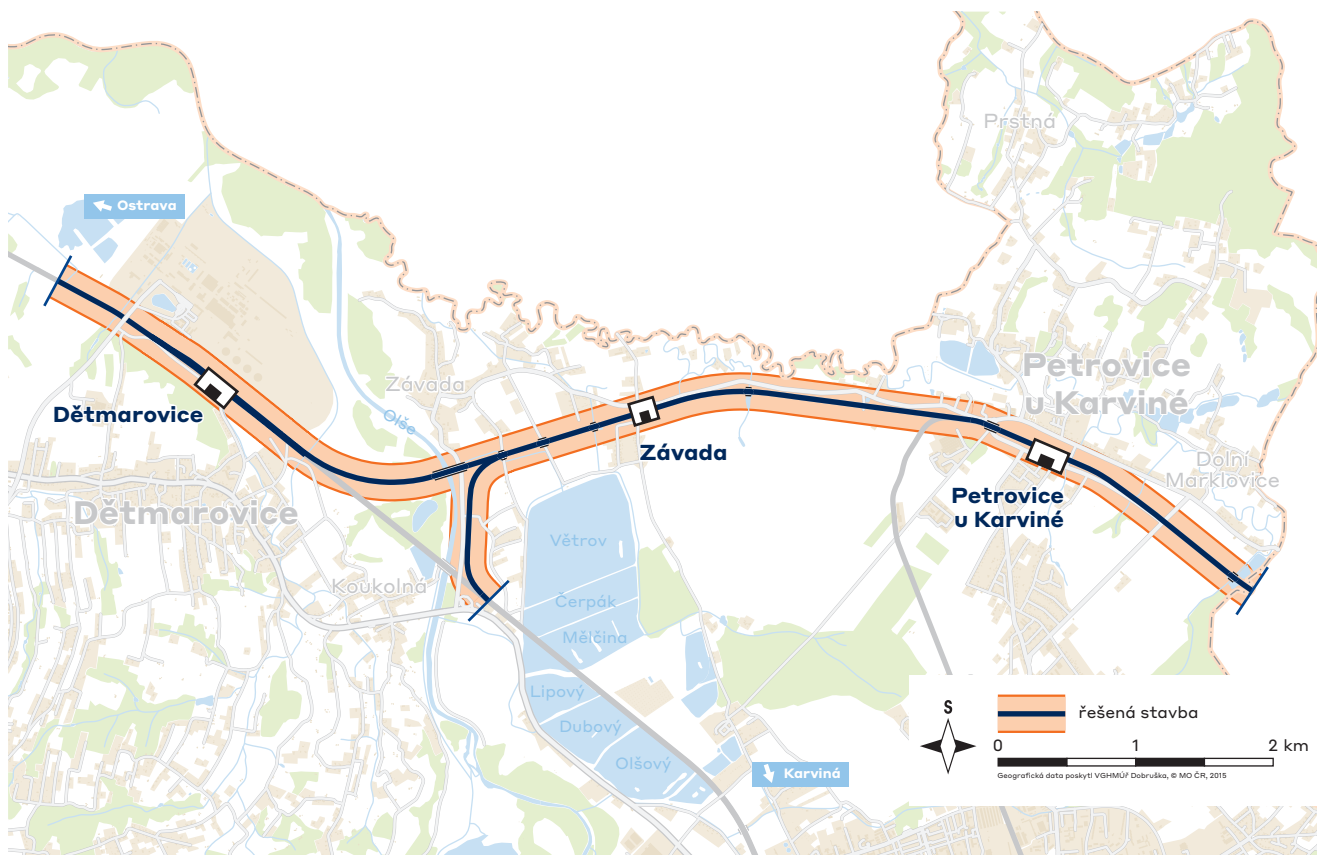 Prstná
Ostrava
Petrovice
u Karviné
Závada
Dětmarovice
Olše
Závada
Dolní
Marklovice
Petrovice
u Karviné
Dětmarovice
Větrov
Koukolná
Čerpák
Mělčina
Lipový
Dubový
Olšový
Karviná
S
řešená stavba
0 1 2 km
Geografická data poskytl VGHMÚř Dobruška, © MO ČR, 2015